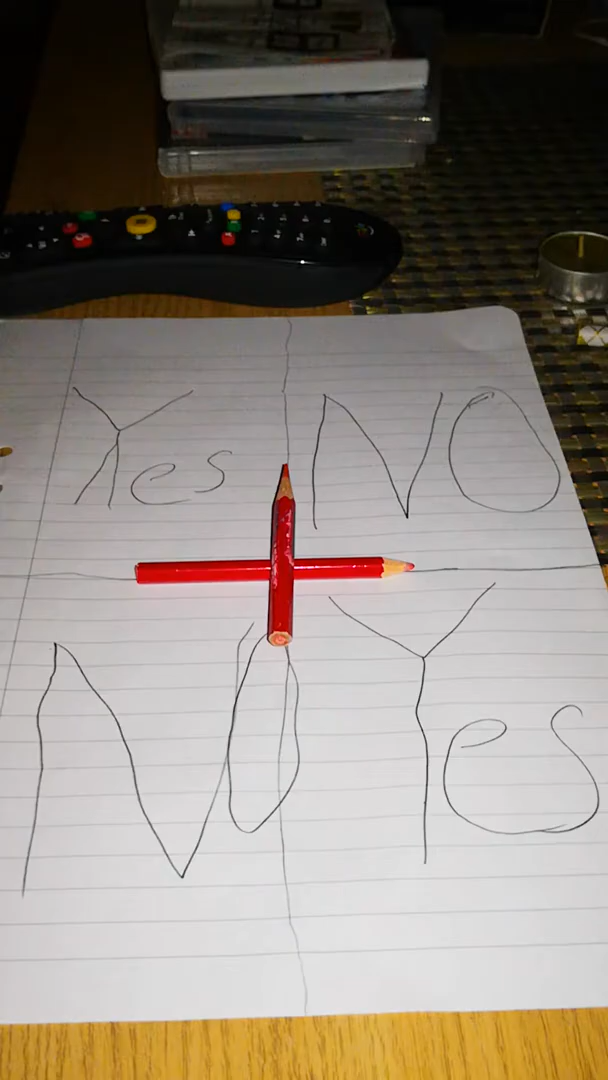 Yes NO
NO Yes